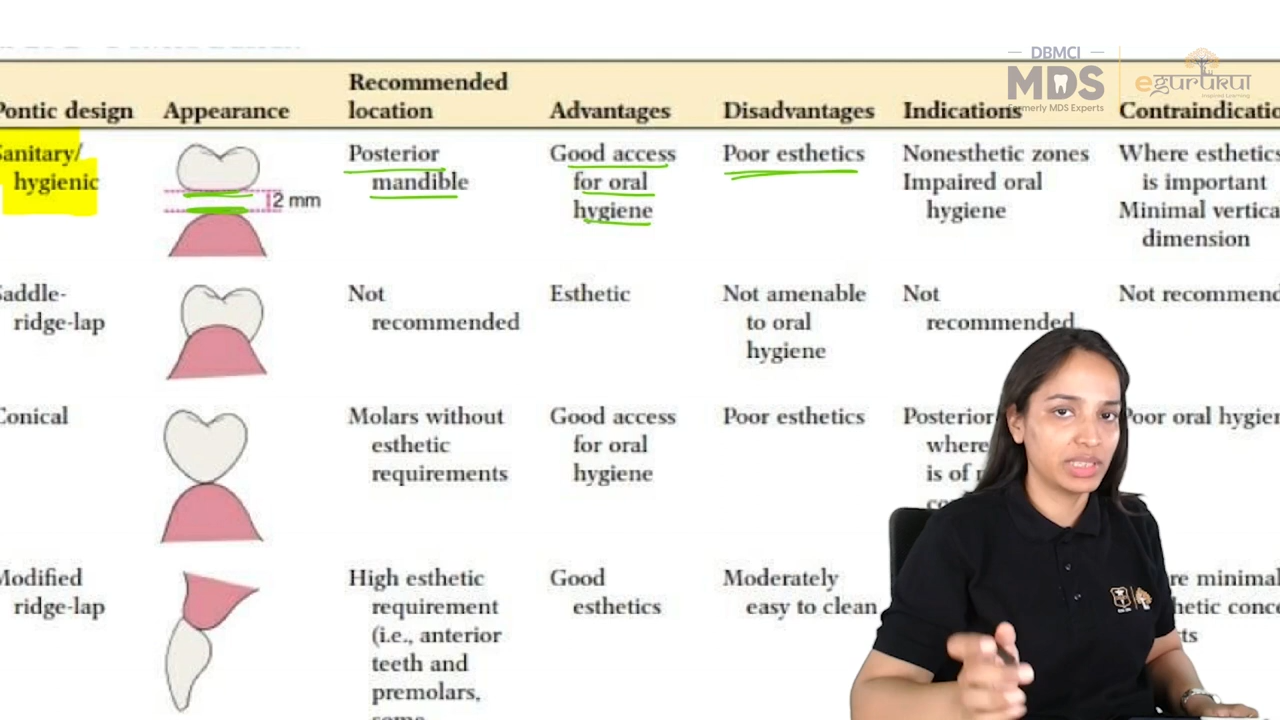 DBMCI
MDS
Formerly MDS Experts
egurukul
Pontic design
Appearance
Recommended
location
Advantages
Disadvantages
Indications
Sanitary/
hygienic
2 mm
Posterior
mandible
Good access
for oral
hygiene
Poor esthetics
Nonesthetic zones
Impaired oral
hygiene
Where esthetics
is important
Minimal
dimension
Saddle-
ridge-lap
Not
recommended
Esthetic
Not amenable
to oral
hygiene
Not
recommended
Not
Conical
Molars without
esthetic
requirements
Good access
for oral
hygiene
Poor esthetics
Posterior
where
is of
Poor oral
Modified
ridge-lap
High esthetic
requirement
(i.e., anterior
teeth and
premolars,
Good
esthetics
Moderately
easy to clean
minimal